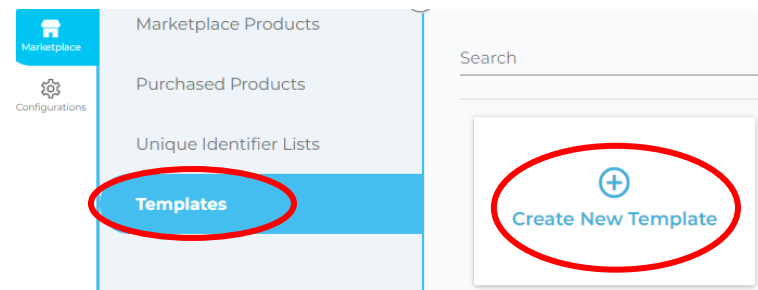 Marketplace
Configurations
Marketplace Products
Purchased Products
Unique Identifier Lists
Templates
Search
Create New Template